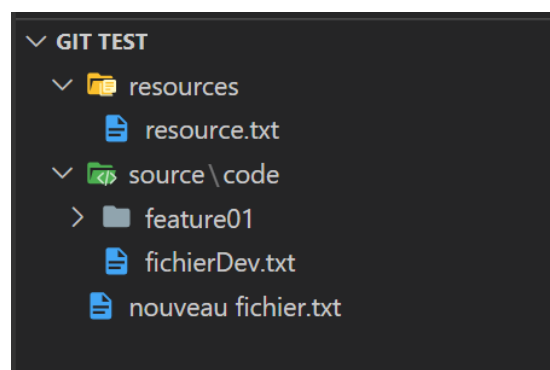 GIT TEST
resources
resource.txt
source\code
feature01
fichierDev.txt
nouveau fichier.txt